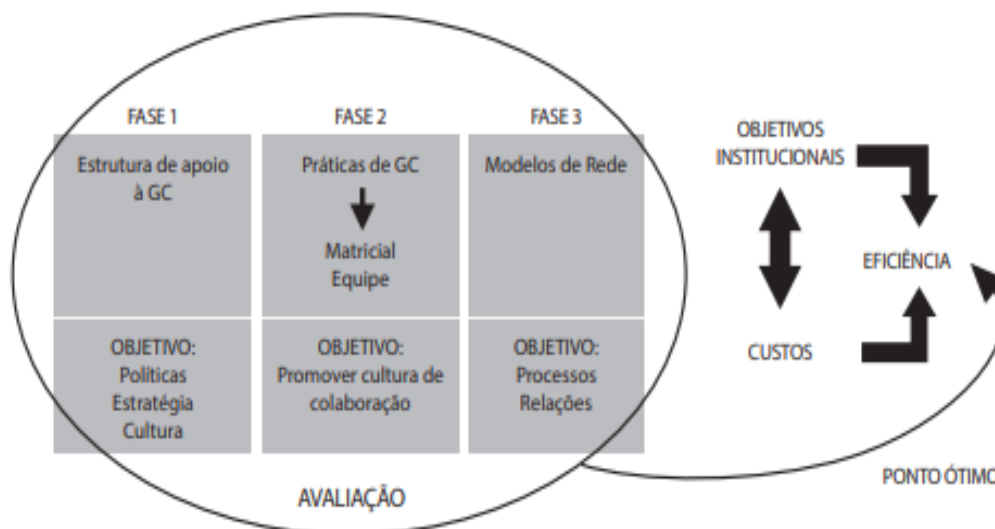 FASE 1
Estrutura de apoio
à GC
OBJETIVO:
Políticas
Estratégia
Cultura
FASE 2
Práticas de GC
Matricial
Equipe
OBJETIVO:
Promover cultura de
colaboração
FASE 3
Modelos de Rede
OBJETIVO:
Processos
Relações
AVALIAÇÃO
OBJETIVOS
INSTITUCIONAIS
EFICIÊNCIA
CUSTOS
PONTO ÓTIMO